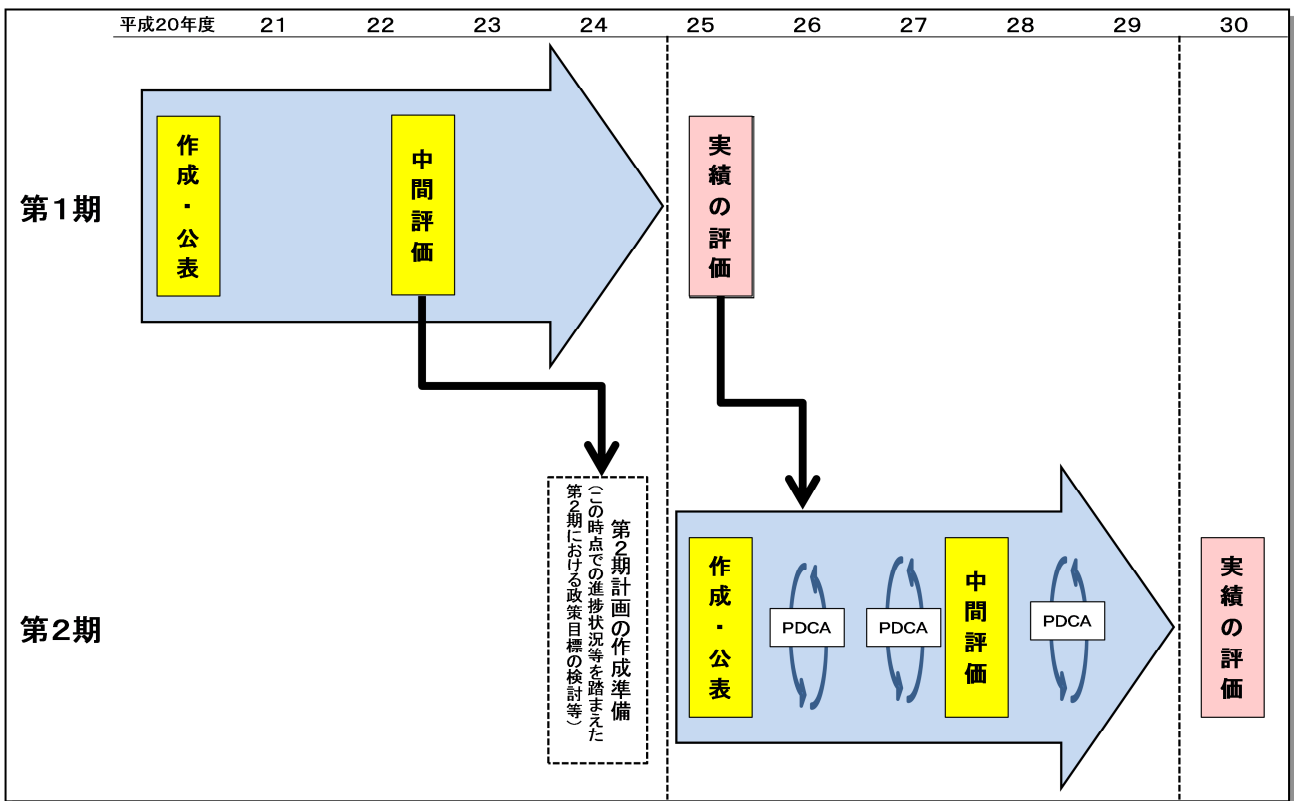 平成20年度 21 22 23 24 25 26 27 28 29 30
第1期
作成・公表
中間評価
実績の評価
第2期計画の作成準備
(この時点での進捗状況等を踏まえた
第2期における政策目標の検討等)
第2期
作成・公表
PDCA
PDCA
中間評価
PDCA
実績の評価